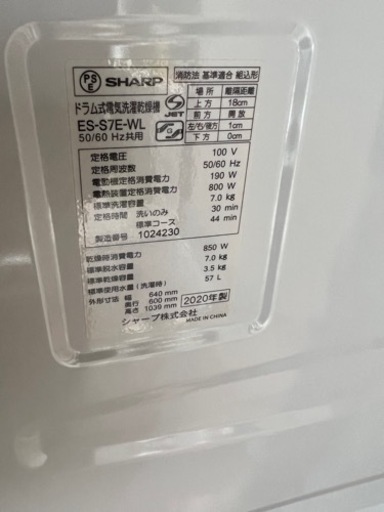 PSE SHARP
ドラム式電気洗濯乾燥機
ES-S7E-WL
50/60 Hz共用
JET
消防法 基準適合 組込形
場所 離隔距離
上方 18cm
前方 開放
左/右/後方 1cm
下方 0cm
定格電圧 100 V
定格周波数 50/60 Hz
電動機定格消費電力 190 W
電熱装置定格消費電力 800 W
標準洗濯容量 7.0 kg
定格時間 洗いのみ 30 min
標準コース 44 min
製造番号 1024230
乾燥時消費電力 850 W
標準脱水容量 7.0 kg
標準乾燥容量 3.5 kg
標準使用水量(洗濯時) 57 L
外形寸法 幅 640 mm
奥行 600 mm
高さ 1039 mm
2020年製
シャープ株式会社
MADE IN CHINA